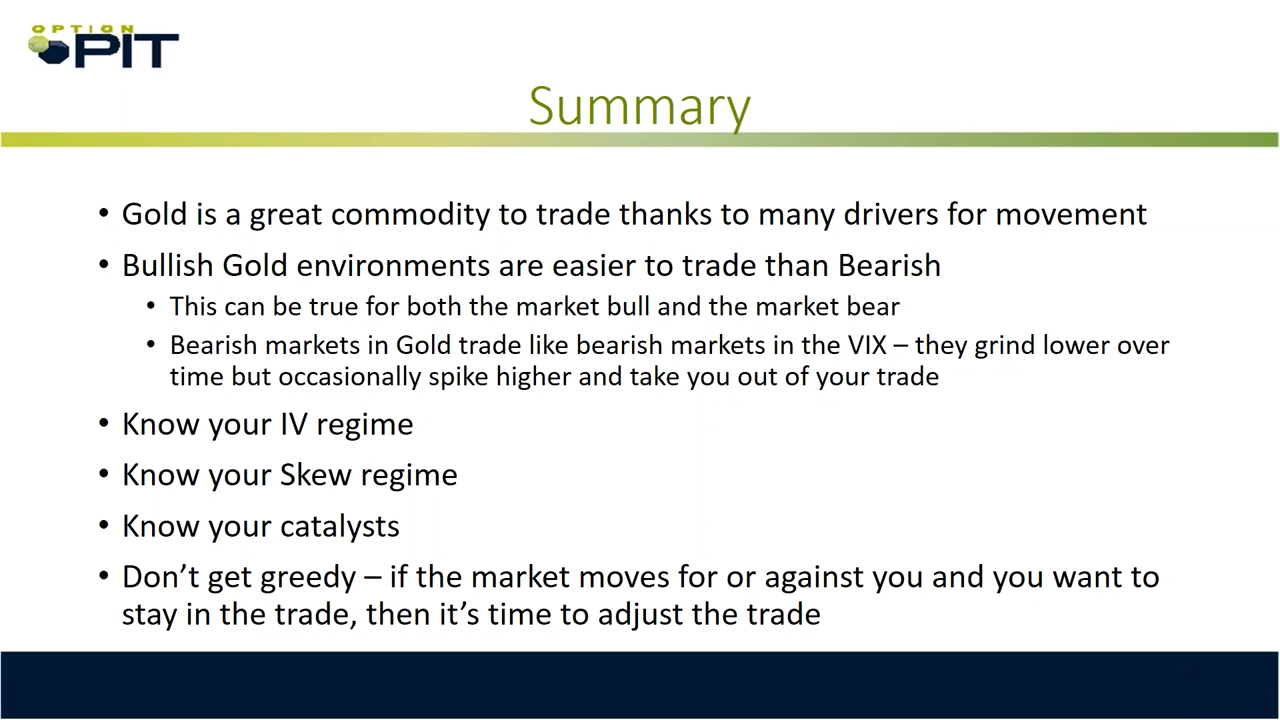 OPTION
PIT
Summary
• Gold is a great commodity to trade thanks to many drivers for movement
• Bullish Gold environments are easier to trade than Bearish
• This can be true for both the market bull and the market bear
• Bearish markets in Gold trade like bearish markets in the VIX – they grind lower over
time but occasionally spike higher and take you out of your trade
• Know your IV regime
• Know your Skew regime
• Know your catalysts
• Don’t get greedy – if the market moves for or against you and you want to
stay in the trade, then it’s time to adjust the trade